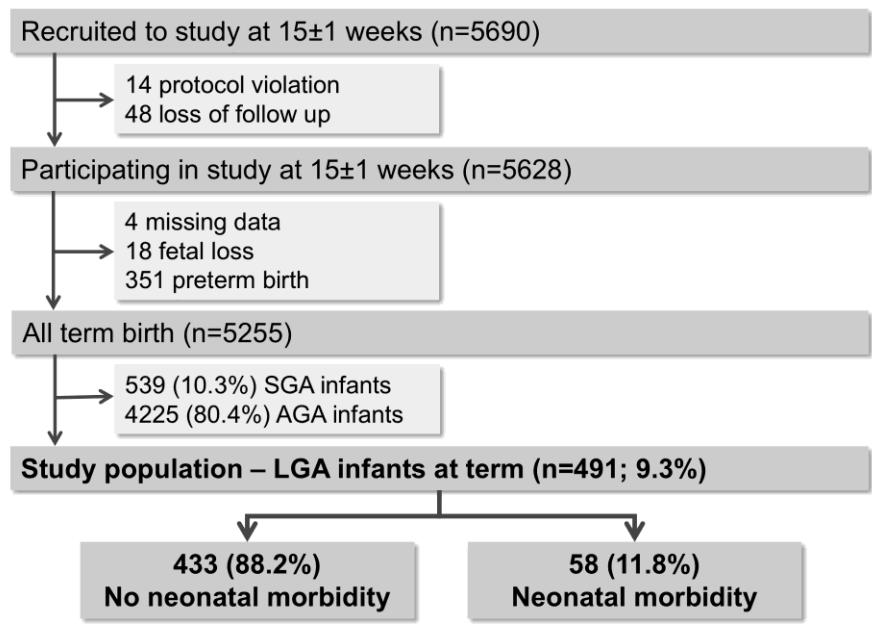 Recruited to study at 15±1 weeks (n=5690)
14 protocol violation
48 loss of follow up
Participating in study at 15±1 weeks (n=5628)
4 missing data
18 fetal loss
351 preterm birth
All term birth (n=5255)
539 (10.3%) SGA infants
4225 (80.4%) AGA infants
Study population – LGA infants at term (n=491; 9.3%)
433 (88.2%)
No neonatal morbidity
58 (11.8%)
Neonatal morbidity